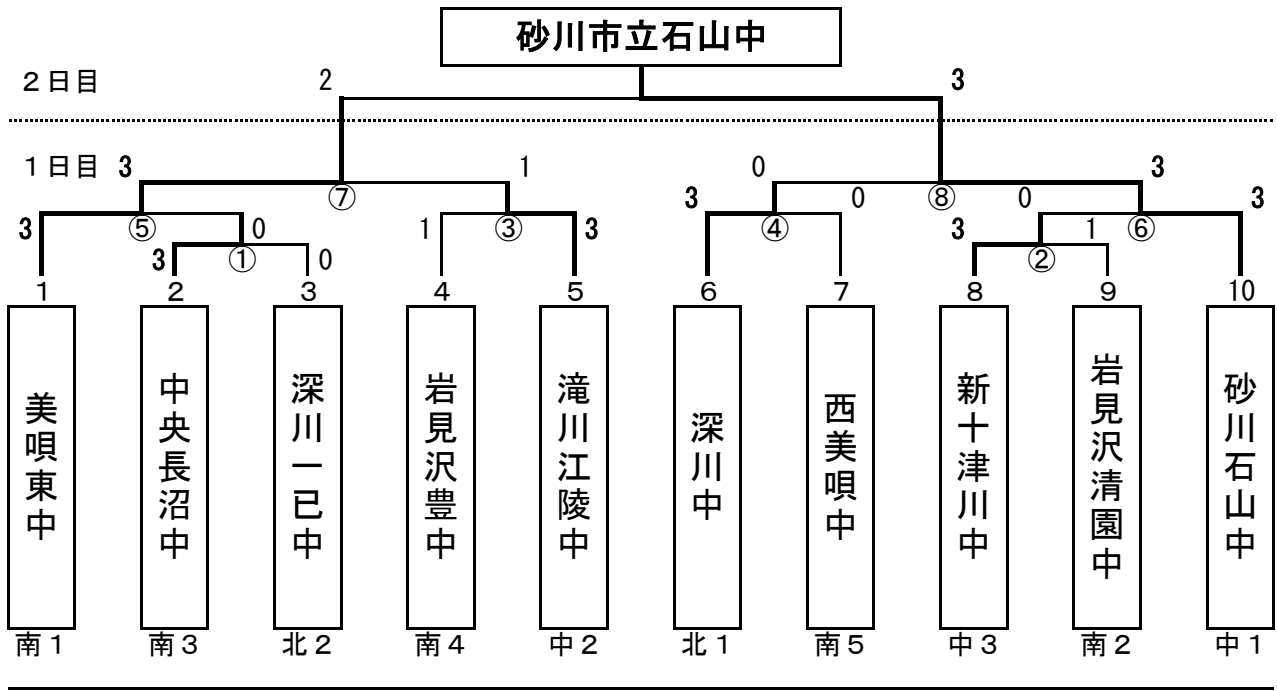 砂川市立石山中
２日目 2 3
１日目 3 1 0 3
⑦ ⑧
3 0 0 3
3 ⑤ 0 1 ③ 3 ④ 3 1 ⑥
3 ① 0 ②
1 2 3 4 5 6 7 8 9 10
美唄東中
中央長沼中
深川一已中
岩見沢豊中
滝川江陵中
深川中
西美唄中
新十津川中
岩見沢清園中
砂川石山中
南１ 南３ 北２ 南４ 中２ 北１ 南５ 中３ 南２ 中１